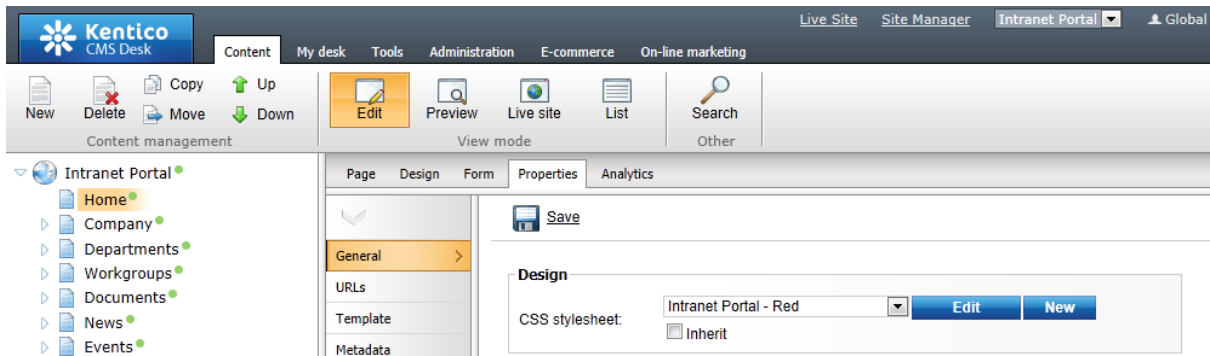 Live Site Site Manager Intranet Portal Global
Kentico
CMS Desk
Content My desk Tools Administration E-commerce On-line marketing
New Delete Copy Move Up Down
Content management
Edit Preview Live site List
View mode
Search
Other
Intranet Portal
Home
Company
Departments
Workgroups
Documents
News
Events
Page Design Form Properties Analytics
General
URLs
Template
Metadata
Save
Design
CSS stylesheet: Intranet Portal - Red Edit New
Inherit